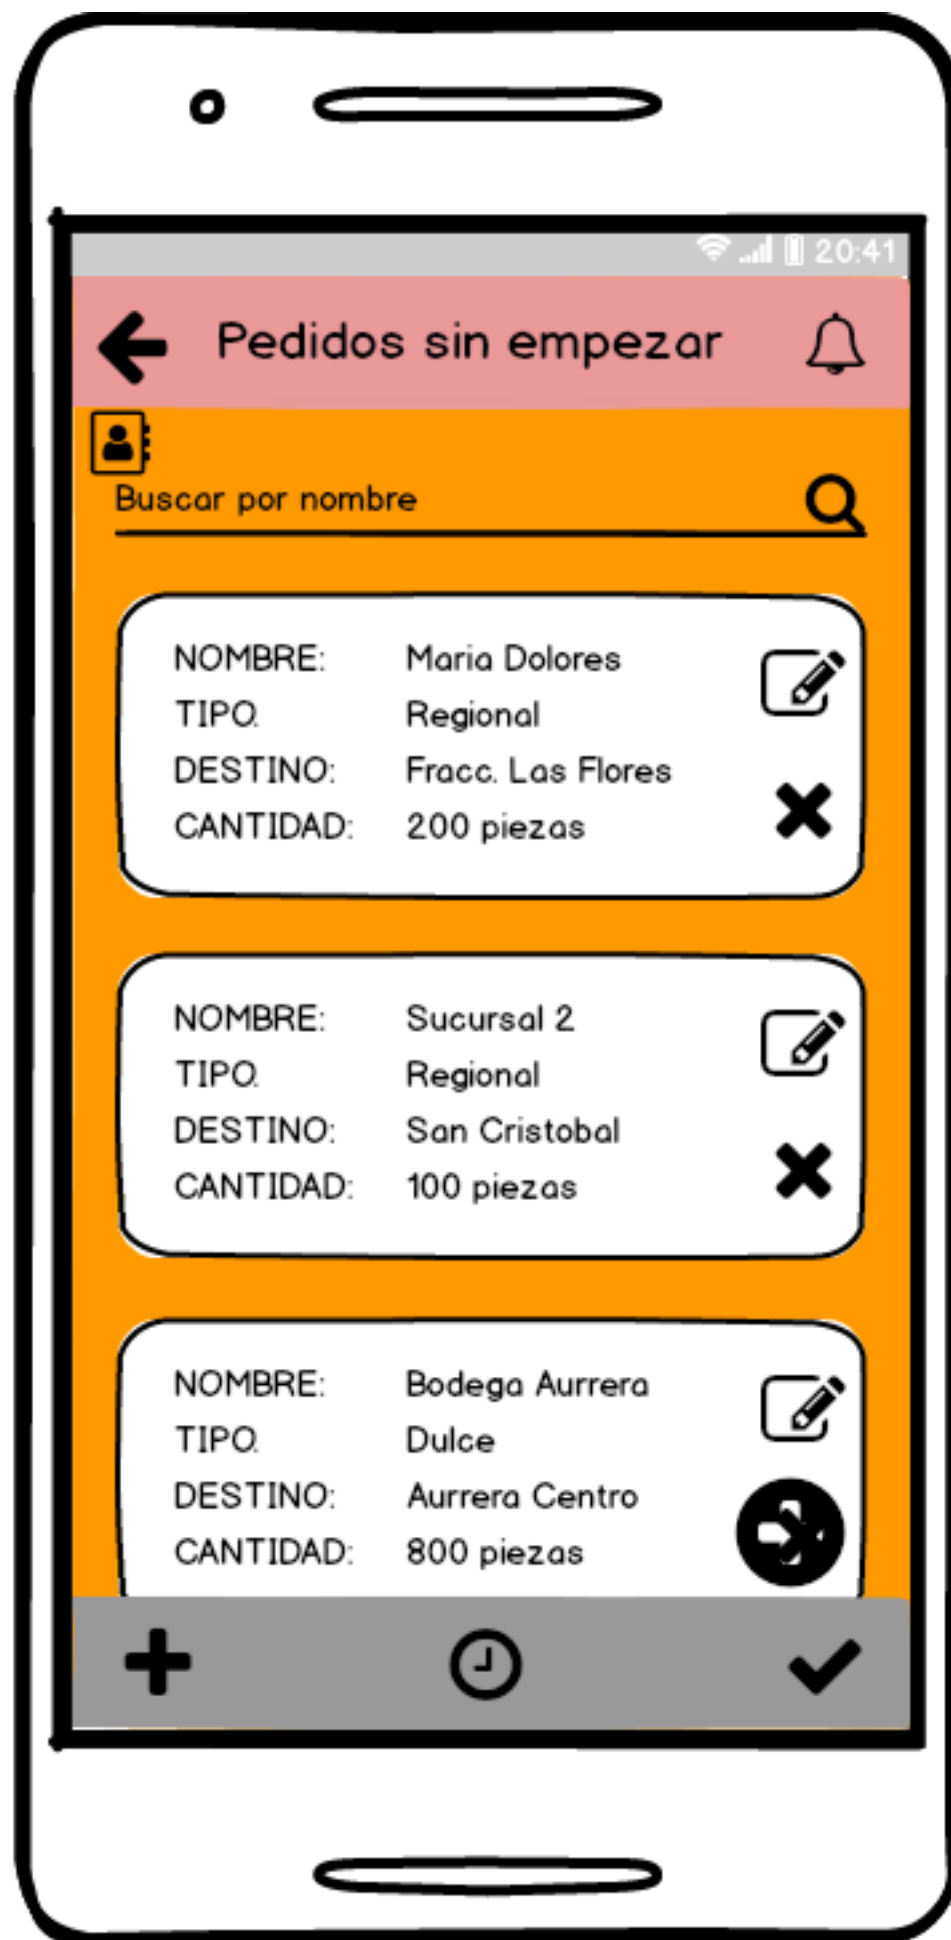 20:41
Pedidos sin empezar
Buscar por nombre
NOMBRE: Maria Dolores
TIPO. Regional
DESTINO: Fracc. Las Flores
CANTIDAD: 200 piezas
NOMBRE: Sucursal 2
TIPO. Regional
DESTINO: San Cristobal
CANTIDAD: 100 piezas
NOMBRE: Bodega Aurrera
TIPO. Dulce
DESTINO: Aurrera Centro
CANTIDAD: 800 piezas